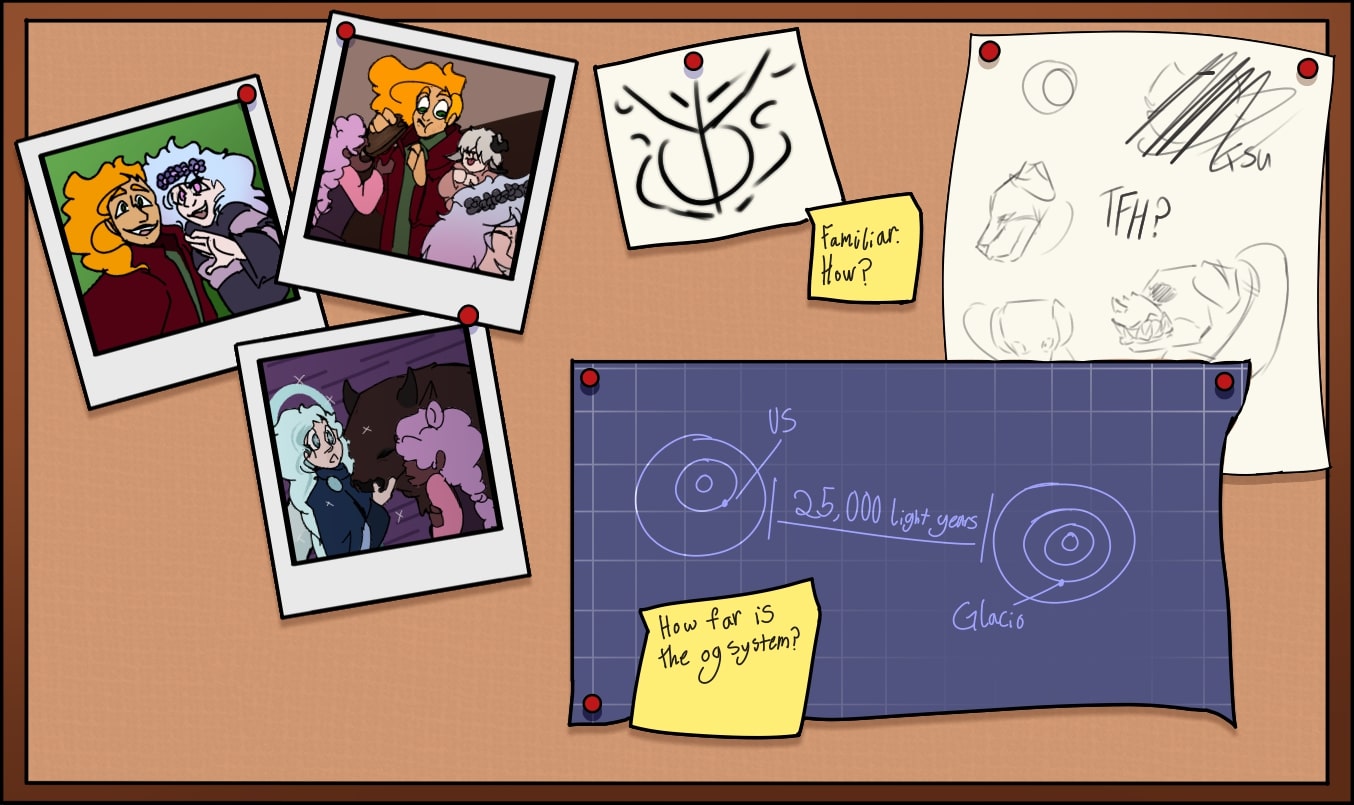 Familiar.
How?
TFH?
US
25,000 light years
Glacio
How far is
the og system?